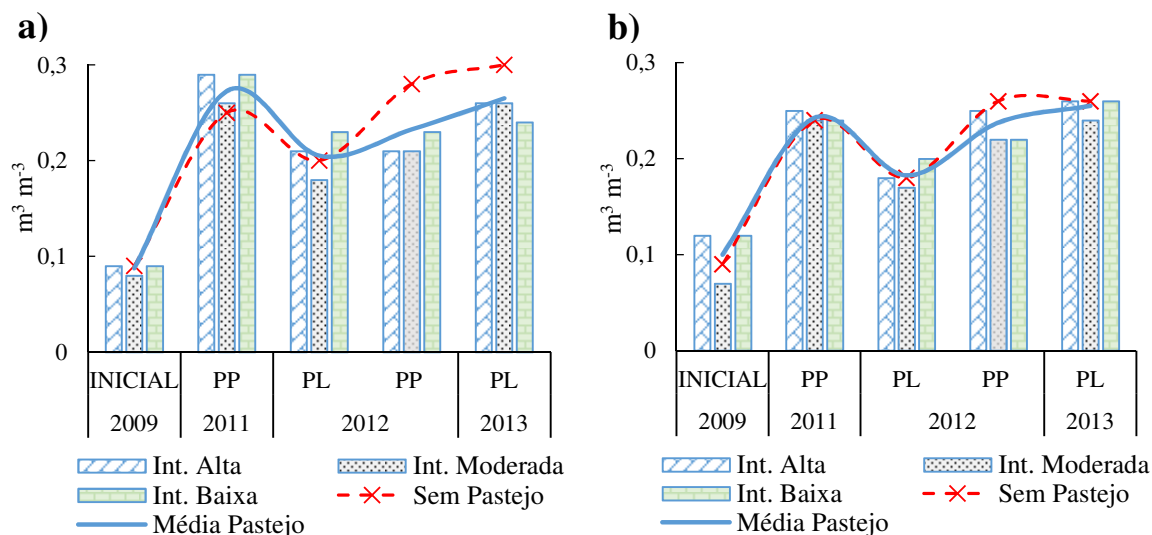 a)
0,3
0,2
0,1
0
m³ m⁻³
INICIAL PP PL PP PL
2009 2011 2012 2013
Int. Alta Int. Moderada
Int. Baixa Sem Pastejo
Média Pastejo
b)
0,3
0,2
0,1
0
m³ m⁻³
INICIAL PP PL PP PL
2009 2011 2012 2013
Int. Alta Int. Moderada
Int. Baixa Sem Pastejo
Média Pastejo